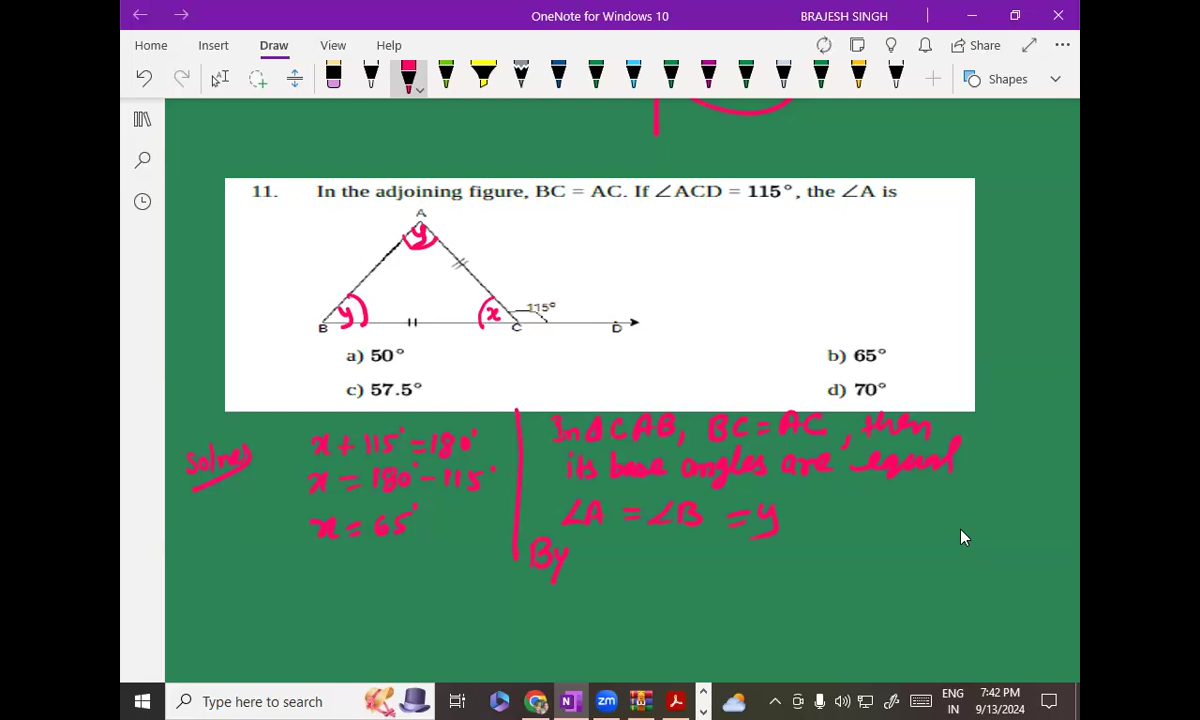 OneNote for Windows 10
BRAJESH SINGH
Home Insert Draw View Help
Share
Shapes
11. In the adjoining figure, BC = AC. If ∠ACD = 115°, the ∠A is
A
y
y
x
115°
B
C
D
a) 50°
b) 65°
c) 57.5°
d) 70°
Solnes
x + 115° = 180°
x = 180° - 115°
x = 65°
In Δ CAB, BC = AC, then
its base angles are equal
∠A = ∠B = y
By
Type here to search
ENG
IN
7:42 PM
9/13/2024